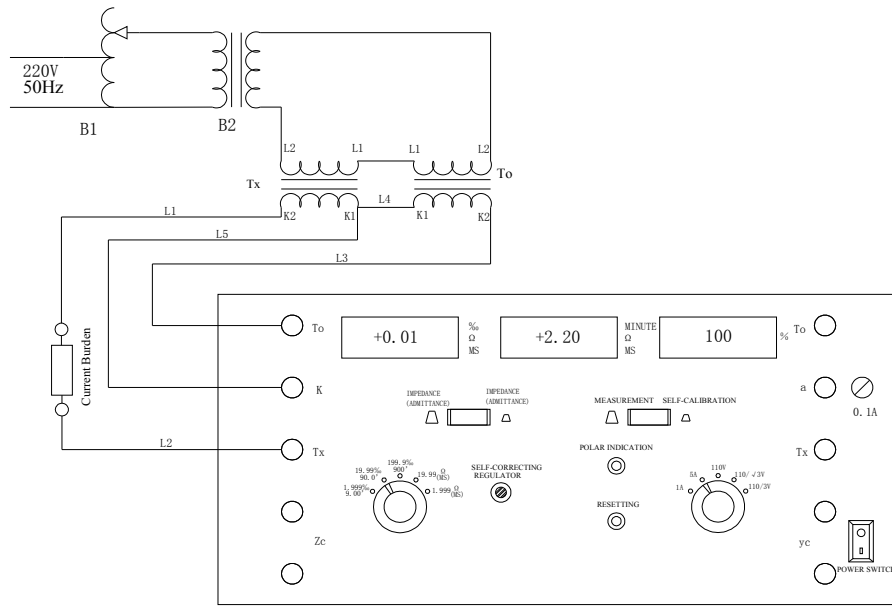 220V
50Hz
B1
B2
L2
L1
L1
L2
Tx
To
K2
K1
L4
K1
K2
L1
L5
L3
Current Burden
L2
To
K
Tx
Zc
+0.01
‰
Ω
MS
+2.20
MINUTE
Ω
MS
100
%
To
a
0.1A
Tx
yc
POWER SWITCH
IMPEDANCE
(ADMITTANCE)
IMPEDANCE
(ADMITTANCE)
MEASUREMENT
SELF-CALIBRATION
POLAR INDICATION
SELF-CORRECTING
REGULATOR
RESETTING
1.999‰
9.00'
19.99‰
90.0'
199.9‰
900'
19.99 Ω
(MS)
1.999 Ω
(MS)
1A
5A
110V
110/√3V
110/3V